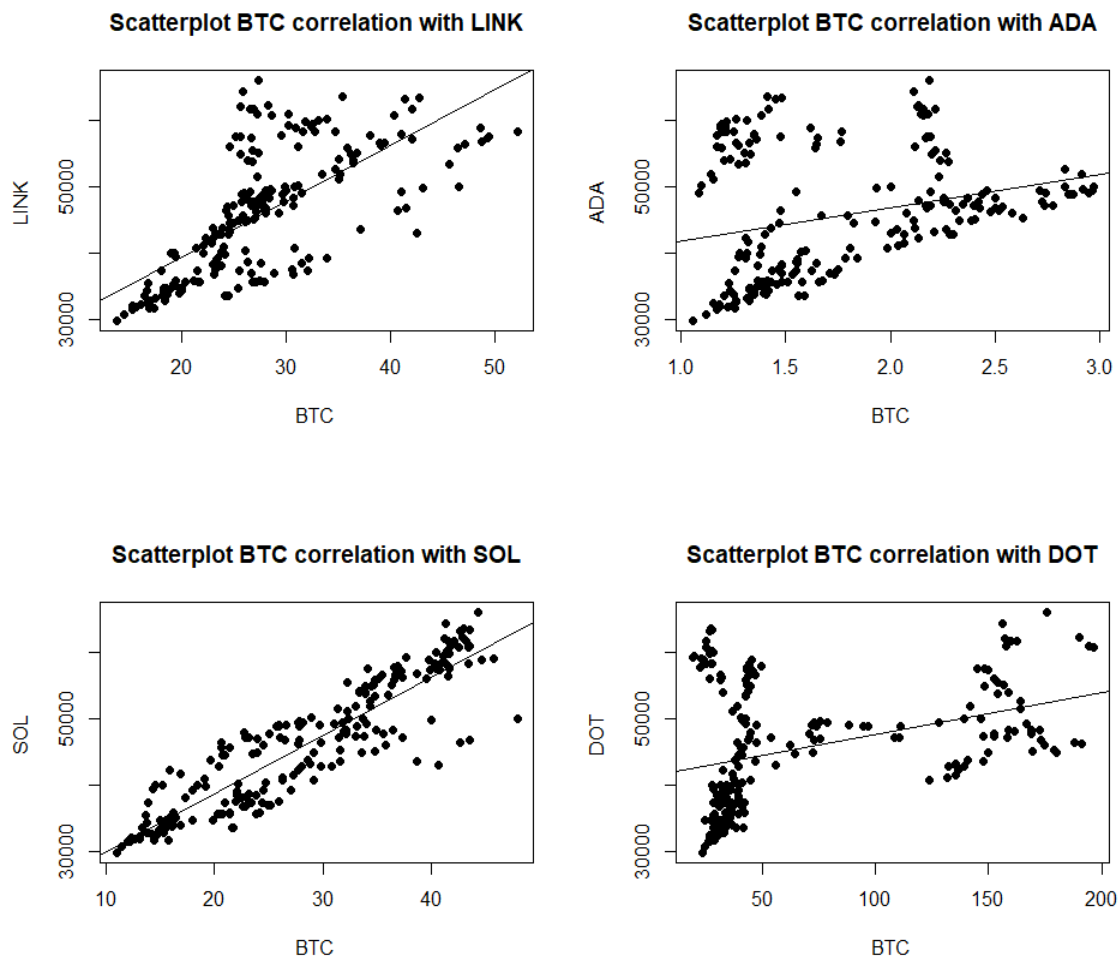 Scatterplot BTC correlation with LINK
LINK
50000
30000
20 30 40 50
BTC
Scatterplot BTC correlation with ADA
ADA
50000
30000
1.0 1.5 2.0 2.5 3.0
BTC
Scatterplot BTC correlation with SOL
SOL
50000
30000
10 20 30 40
BTC
Scatterplot BTC correlation with DOT
DOT
50000
30000
50 100 150 200
BTC